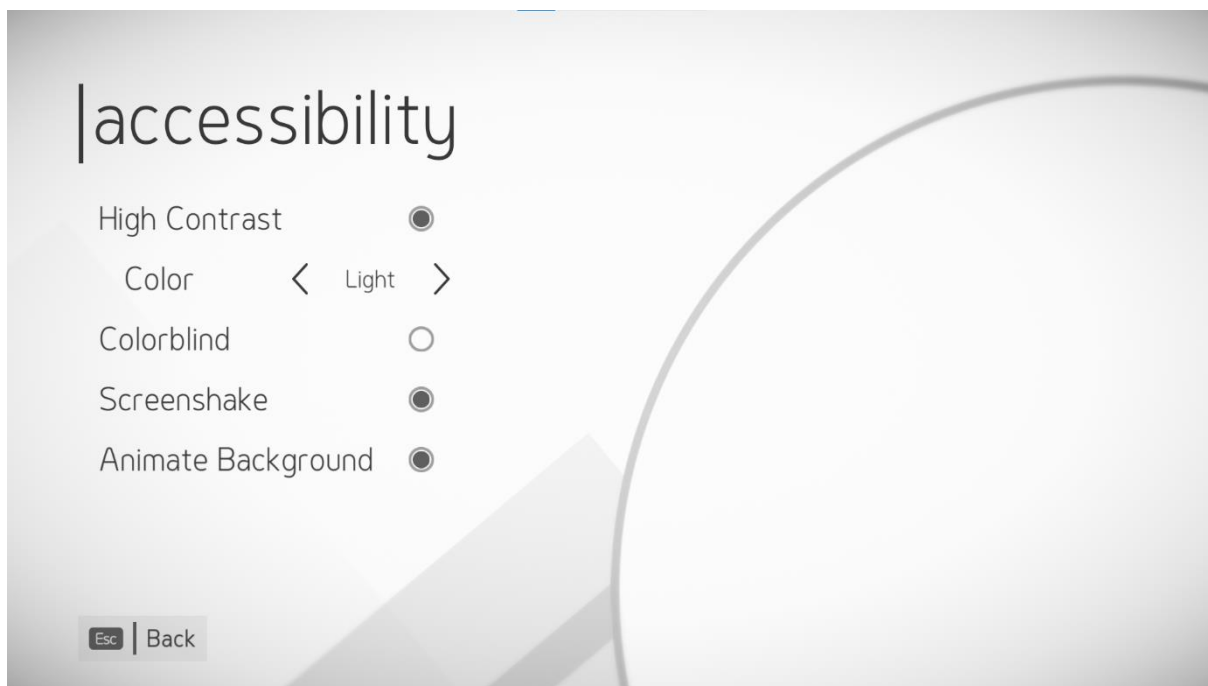 accessibility
High Contrast
Color < Light >
Colorblind
Screenshake
Animate Background
Esc | Back